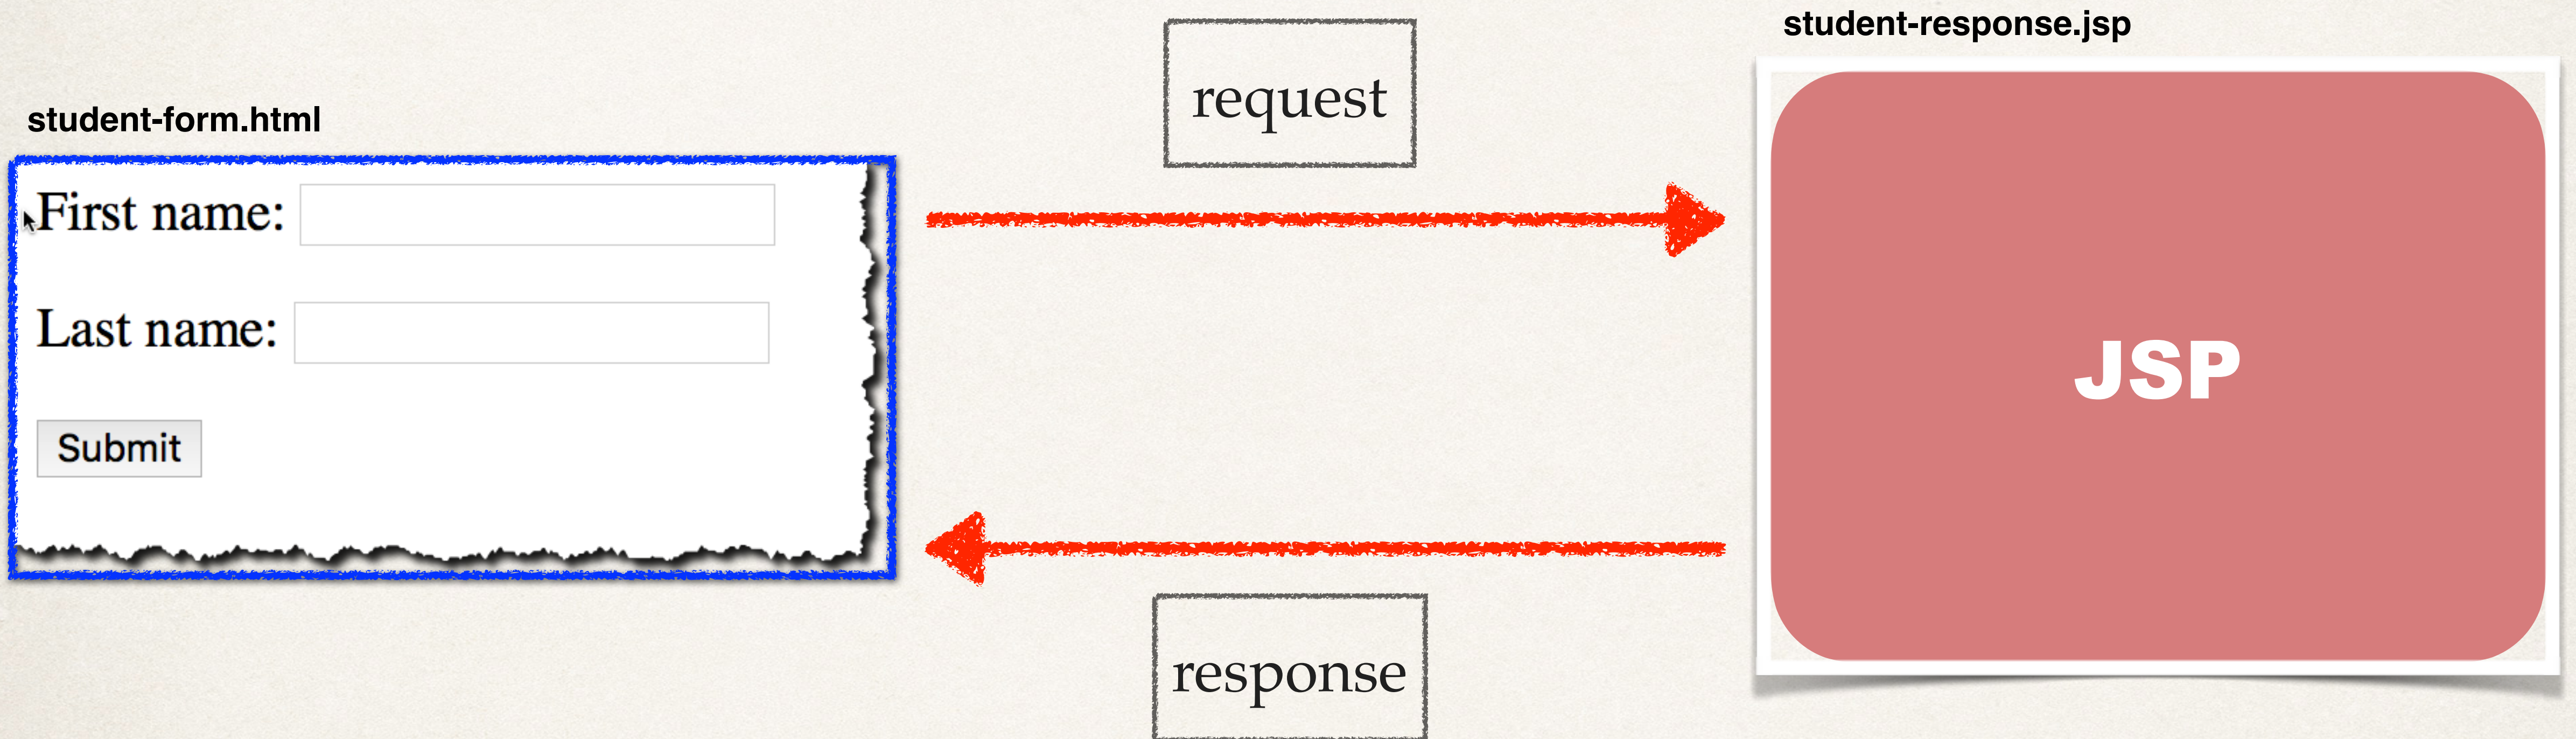 student-form.html
First name:
Last name:
Submit
request
response
student-response.jsp
JSP